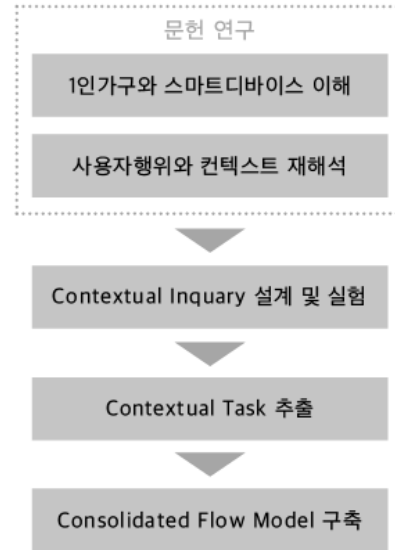 문헌 연구
1인가구와 스마트디바이스 이해
사용자행위와 컨텍스트 재해석
Contextual Inquary 설계 및 실험
Contextual Task 추출
Consolidated Flow Model 구축